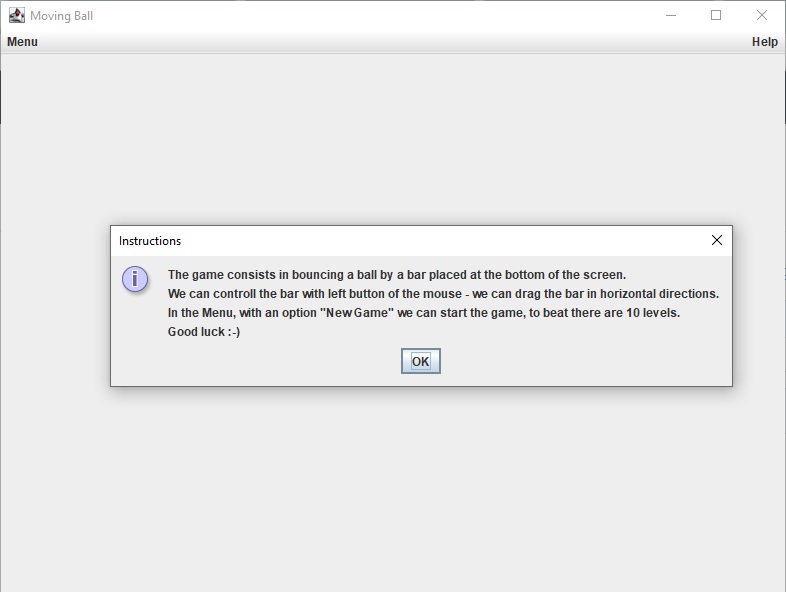 Moving Ball
Menu
Help
Instructions
The game consists in bouncing a ball by a bar placed at the bottom of the screen.
We can controll the bar with left button of the mouse - we can drag the bar in horizontal directions.
In the Menu, with an option "New Game" we can start the game, to beat there are 10 levels.
Good luck :-)
OK